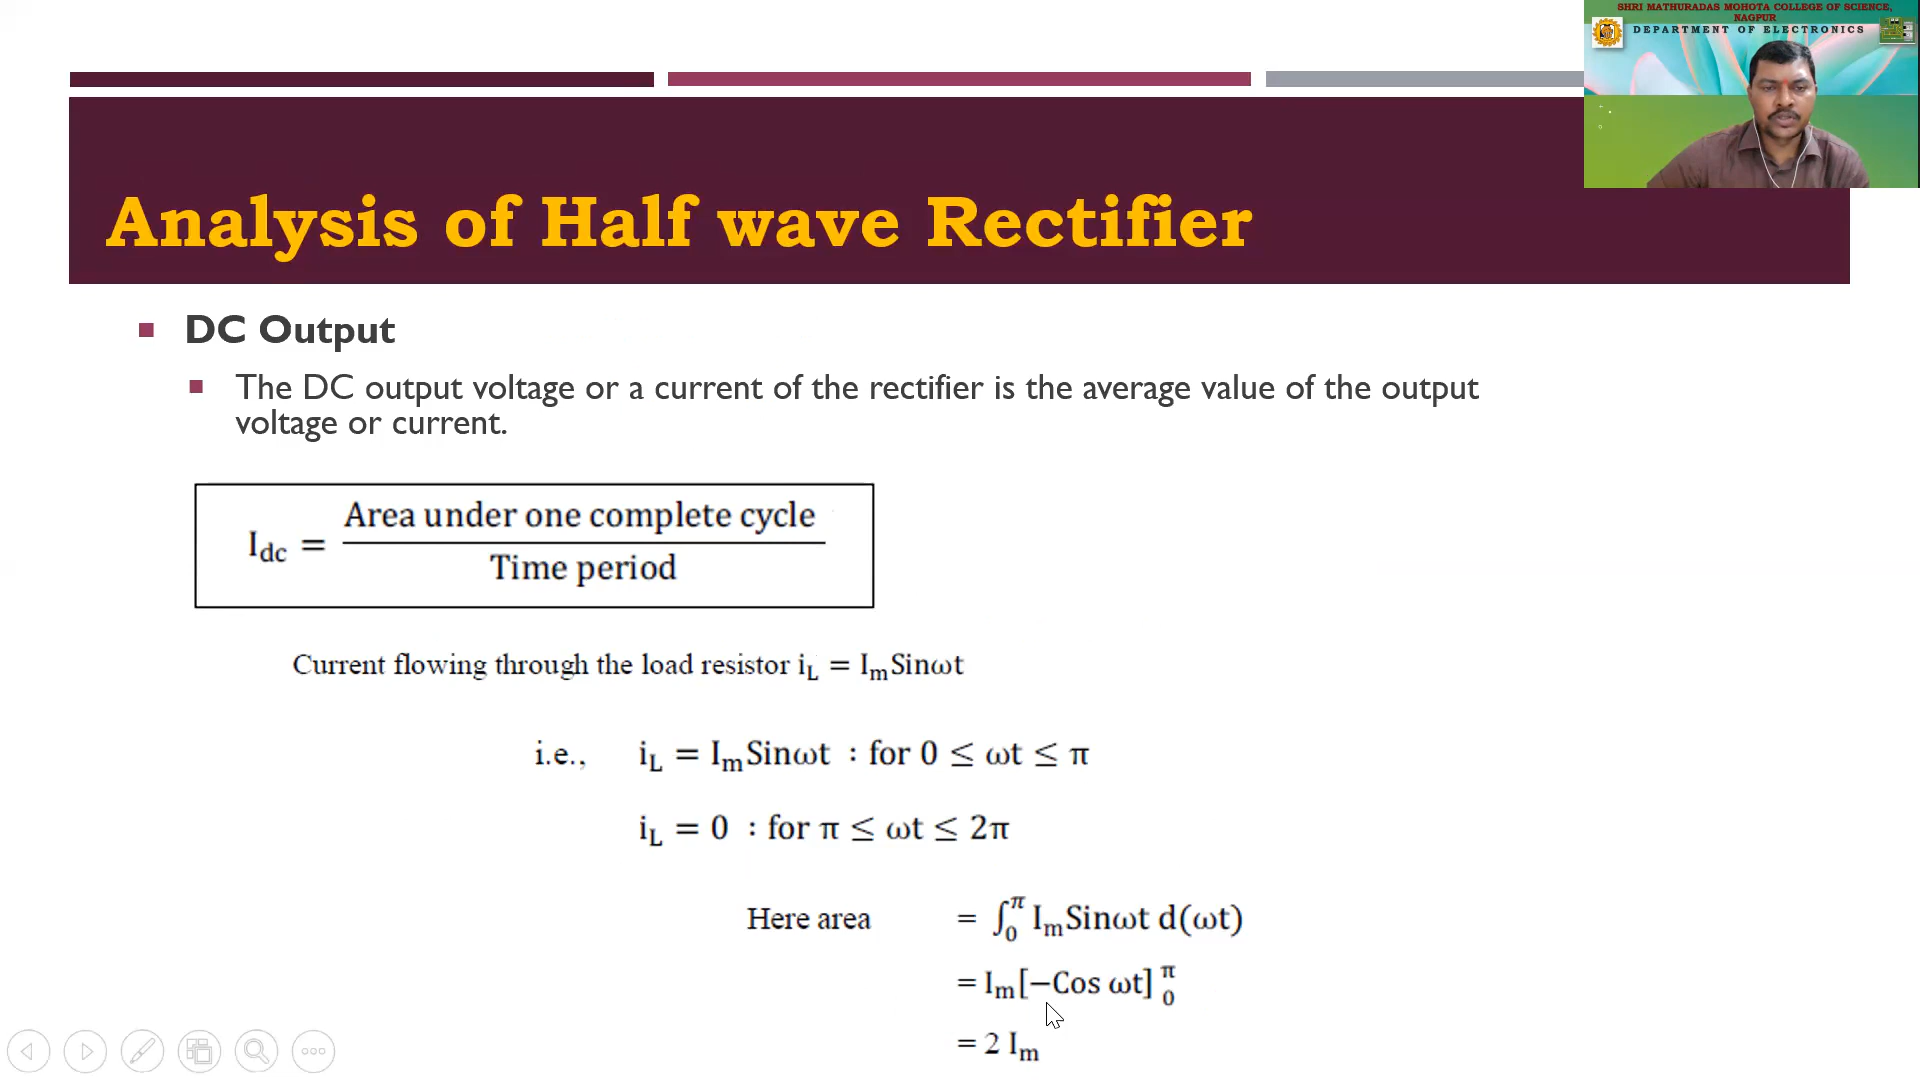 SHRI MATHURADAS MOHOTA COLLEGE OF SCIENCE,
NAGPUR
DEPARTMENT OF ELECTRONICS
Analysis of Half wave Rectifier
DC Output
The DC output voltage or a current of the rectifier is the average value of the output
voltage or current.
I_dc = Area under one complete cycle / Time period
Current flowing through the load resistor i_L = I_m Sinωt
i.e., i_L = I_m Sinωt : for 0 ≤ ωt ≤ π
i_L = 0 : for π ≤ ωt ≤ 2π
Here area = ∫_0^π I_m Sinωt d(ωt)
= I_m [−Cos ωt]_0^π
= 2 I_m